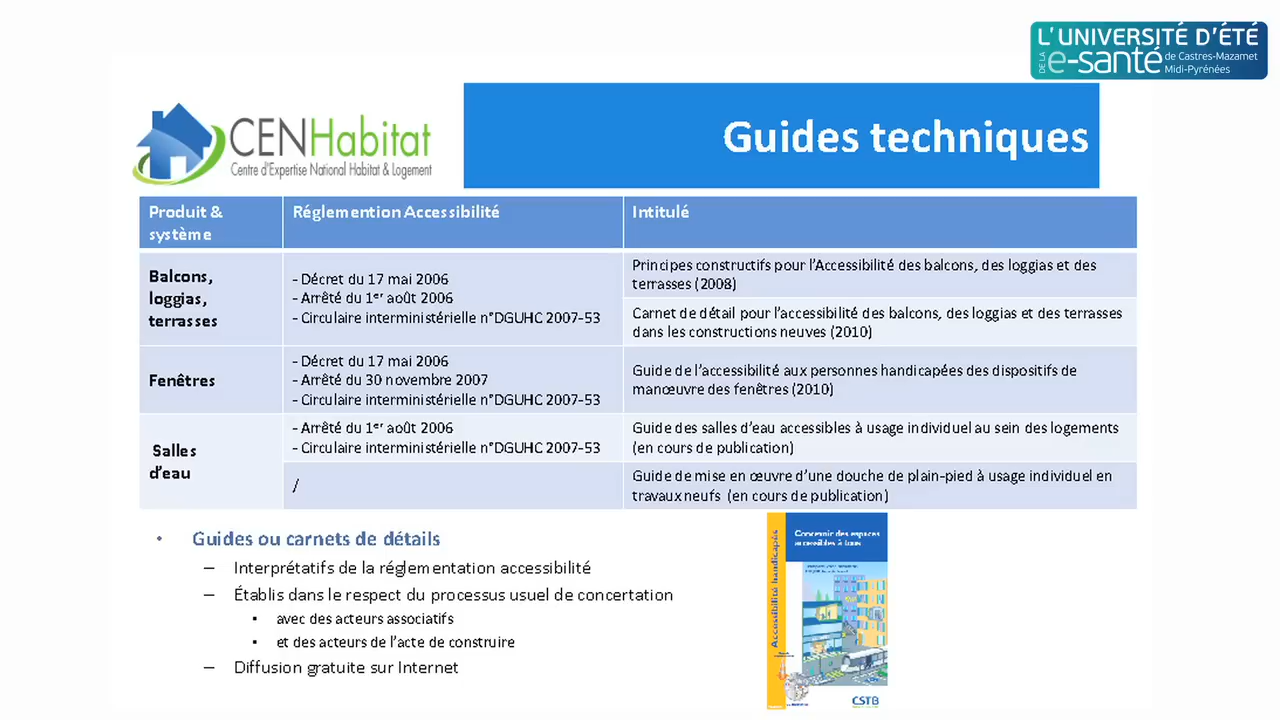 L'UNIVERSITÉ D'ÉTÉ
DE LA e-santé de Castres-Mazamet
Midi-Pyrénées
CENHabitat
Centre d'Expertise National Habitat & Logement
Guides techniques
Produit & système
Réglemention Accessibilité
Intitulé
Balcons,
loggias,
terrasses
- Décret du 17 mai 2006
- Arrêté du 1er août 2006
- Circulaire interministérielle n°DGUHC 2007-53
Principes constructifs pour l'Accessibilité des balcons, des loggias et des
terrasses (2008)
Carnet de détail pour l'accessibilité des balcons, des loggias et des terrasses
dans les constructions neuves (2010)
Fenêtres
- Décret du 17 mai 2006
- Arrêté du 30 novembre 2007
- Circulaire interministérielle n°DGUHC 2007-53
Guide de l'accessibilité aux personnes handicapées des dispositifs de
manœuvre des fenêtres (2010)
Salles
d'eau
- Arrêté du 1er août 2006
- Circulaire interministérielle n°DGUHC 2007-53
Guide des salles d'eau accessibles à usage individuel au sein des logements
(en cours de publication)
/
Guide de mise en œuvre d'une douche de plain-pied à usage individuel en
travaux neufs (en cours de publication)
• Guides ou carnets de détails
– Interprétatifs de la réglementation accessibilité
– Établis dans le respect du processus usuel de concertation
• avec des acteurs associatifs
• et des acteurs de l'acte de construire
– Diffusion gratuite sur Internet
Concevoir des espaces
accessibles à tous
Accessibilité handicapés
CSTB